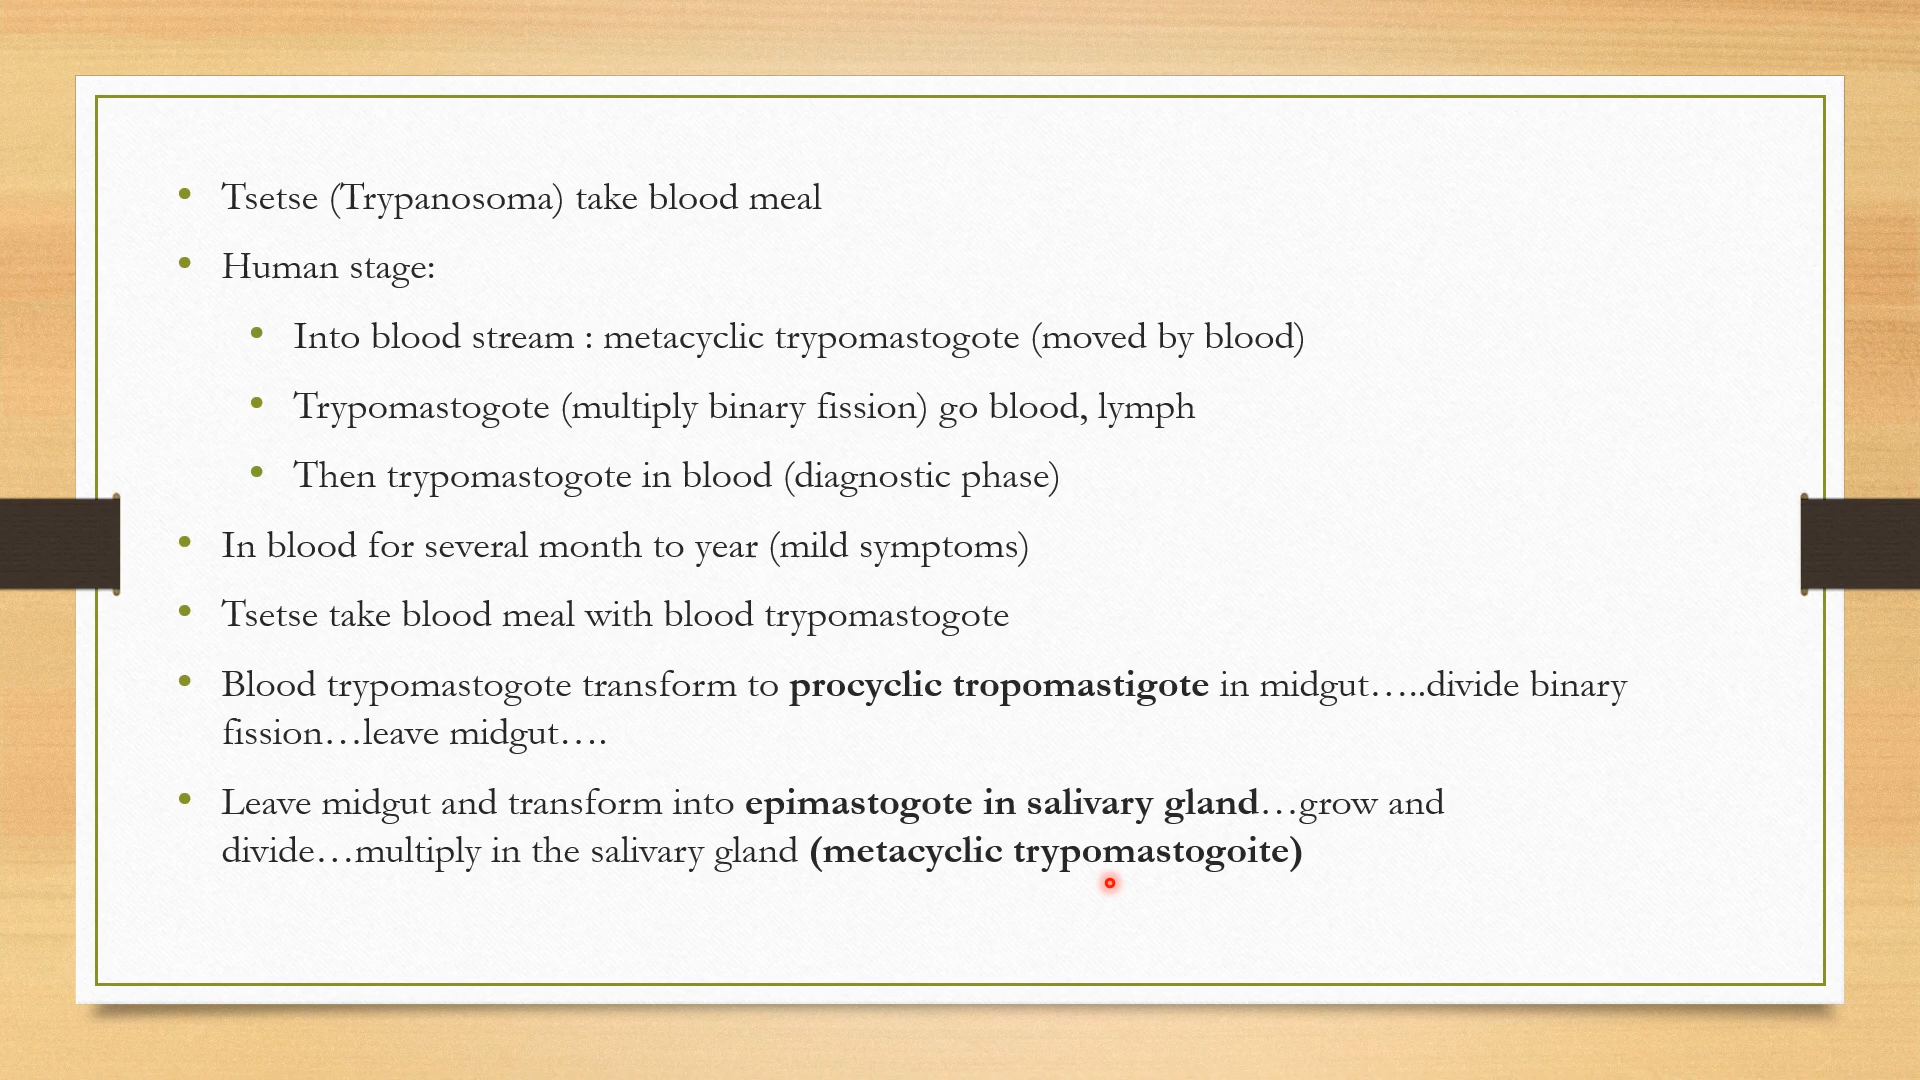 Tsetse (Trypanosoma) take blood meal
Human stage:
Into blood stream : metacyclic trypomastogote (moved by blood)
Trypomastogote (multiply binary fission) go blood, lymph
Then trypomastogote in blood (diagnostic phase)
In blood for several month to year (mild symptoms)
Tsetse take blood meal with blood trypomastogote
Blood trypomastogote transform to procyclic tropomastigote in midgut…..divide binary
fission…leave midgut….
Leave midgut and transform into epimastogote in salivary gland…grow and
divide…multiply in the salivary gland (metacyclic trypomastogoite)